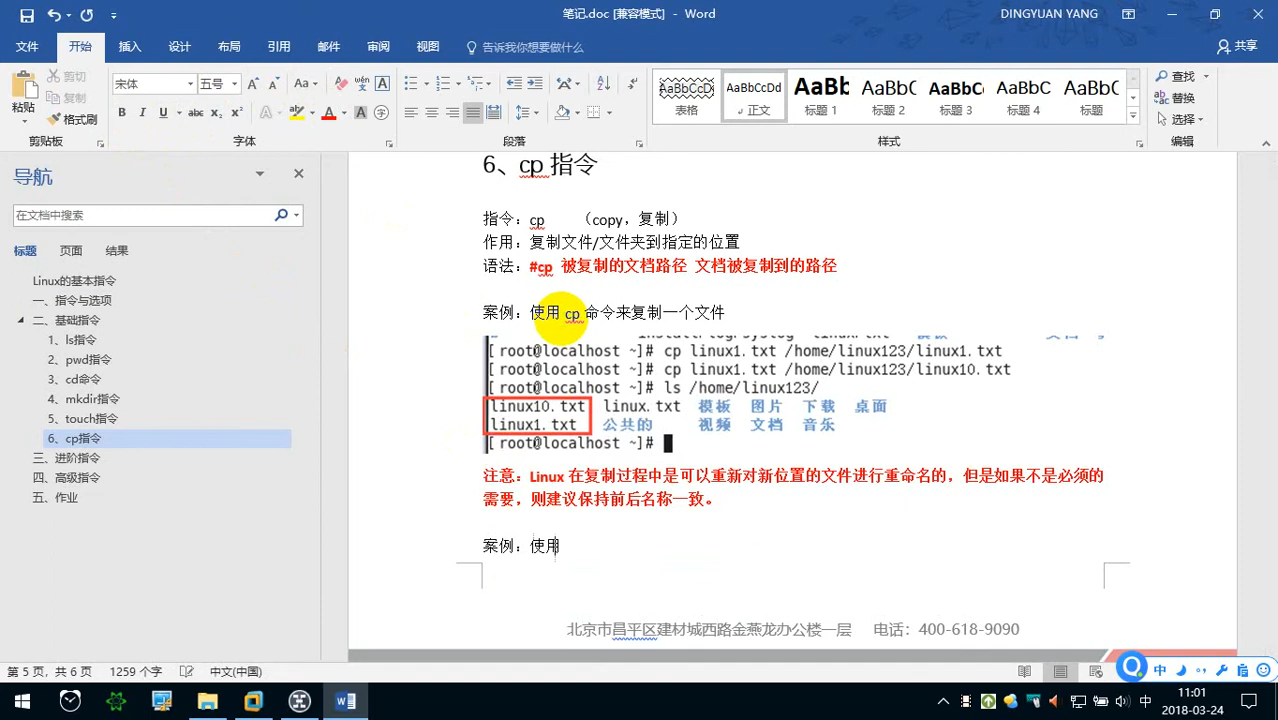 笔记.doc [兼容模式] - Word
DINGYUAN YANG
文件 开始 插入 设计 布局 引用 邮件 审阅 视图 告诉我你想要做什么 共享
粘贴 剪切 复制 格式刷
宋体 五号
剪贴板 字体 段落 样式 编辑
AaBbCcDd AaBbCcDd AaBb AaBbC AaBbC AaBbC AaBbC
表格 正文 标题 1 标题 2 标题 3 标题 4 标题
查找
替换
选择
导航
在文档中搜索
标题 页面 结果
Linux的基本指令
一、指令与选项
二、基础指令
1、ls指令
2、pwd指令
3、cd命令
4、mkdir指令
5、touch指令
6、cp指令
三、进阶指令
四、高级指令
五、作业
6、cp 指令
指令：cp （copy，复制）
作用：复制文件/文件夹到指定的位置
语法：#cp 被复制的文档路径 文档被复制到的路径
案例：使用 cp 命令来复制一个文件
[root@localhost ~]# cp linux1.txt /home/linux123/linux1.txt
[root@localhost ~]# cp linux1.txt /home/linux123/linux10.txt
[root@localhost ~]# ls /home/linux123/
linux10.txt linux.txt 模板 图片 下载 桌面
linux1.txt 公共的 视频 文档 音乐
[root@localhost ~]#
注意：Linux 在复制过程中是可以重新对新位置的文件进行重命名的，但是如果不是必须的
需要，则建议保持前后名称一致。
案例：使用
北京市昌平区建材城西路金燕龙办公楼一层 电话：400-618-9090
第 5 页，共 6 页 1259 个字 中文(中国)
中
中 11:01
2018-03-24